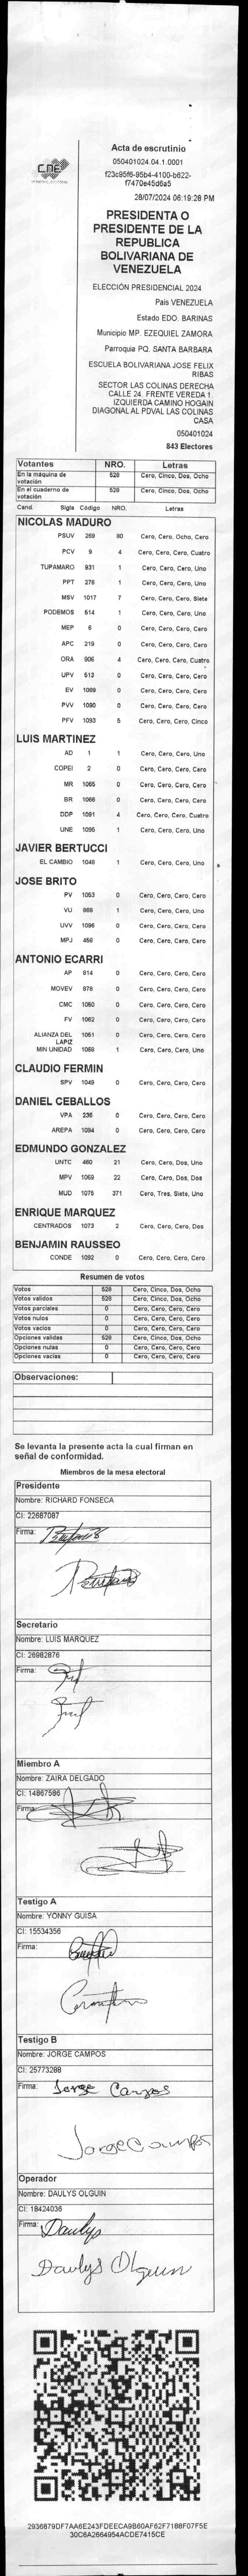 CNE
Acta de escrutinio
050401024.04.1.0001
f23c95f6-95b4-4100-b622-
f7470e45d6a5
28/07/2024 06:19:28 PM
PRESIDENTA O
PRESIDENTE DE LA
REPUBLICA
BOLIVARIANA DE
VENEZUELA
ELECCIÓN PRESIDENCIAL 2024
Pais VENEZUELA
Estado EDO. BARINAS
Municipio MP. EZEQUIEL ZAMORA
Parroquia PQ. SANTA BARBARA
ESCUELA BOLIVARIANA JOSE FELIX
RIBAS
SECTOR LAS COLINAS DERECHA
CALLE 24. FRENTE VEREDA 1.
IZQUIERDA CAMINO HOGAIN
DIAGONAL AL PDVAL LAS COLINAS
CASA
050401024
843 Electores
Votantes NRO. Letras
En la máquina de votación 528 Cero, Cinco, Dos, Ocho
En el cuaderno de votación 528 Cero, Cinco, Dos, Ocho
Cand. Sigla Código NRO. Letras
NICOLAS MADURO
PSUV 269 80 Cero, Cero, Ocho, Cero
PCV 9 4 Cero, Cero, Cero, Cuatro
TUPAMARO 931 1 Cero, Cero, Cero, Uno
PPT 276 1 Cero, Cero, Cero, Uno
MSV 1017 7 Cero, Cero, Cero, Siete
PODEMOS 514 1 Cero, Cero, Cero, Uno
MEP 6 0 Cero, Cero, Cero, Cero
APC 219 0 Cero, Cero, Cero, Cero
ORA 906 4 Cero, Cero, Cero, Cuatro
UPV 513 0 Cero, Cero, Cero, Cero
EV 1089 0 Cero, Cero, Cero, Cero
PVV 1090 0 Cero, Cero, Cero, Cero
PFV 1093 5 Cero, Cero, Cero, Cinco
LUIS MARTINEZ
AD 1 1 Cero, Cero, Cero, Uno
COPEI 2 0 Cero, Cero, Cero, Cero
MR 1065 0 Cero, Cero, Cero, Cero
BR 1066 0 Cero, Cero, Cero, Cero
DDP 1091 4 Cero, Cero, Cero, Cuatro
UNE 1095 1 Cero, Cero, Cero, Uno
JAVIER BERTUCCI
EL CAMBIO 1048 1 Cero, Cero, Cero, Uno
JOSE BRITO
PV 1053 0 Cero, Cero, Cero, Cero
VU 868 1 Cero, Cero, Cero, Uno
UVV 1096 0 Cero, Cero, Cero, Cero
MPJ 459 0 Cero, Cero, Cero, Cero
ANTONIO ECARRI
AP 814 0 Cero, Cero, Cero, Cero
MOVEV 878 0 Cero, Cero, Cero, Cero
CMC 1050 0 Cero, Cero, Cero, Cero
FV 1062 0 Cero, Cero, Cero, Cero
ALIANZA DEL LAPIZ 1051 0 Cero, Cero, Cero, Cero
MIN UNIDAD 1058 1 Cero, Cero, Cero, Uno
CLAUDIO FERMIN
SPV 1049 0 Cero, Cero, Cero, Cero
DANIEL CEBALLOS
VPA 236 0 Cero, Cero, Cero, Cero
AREPA 1094 0 Cero, Cero, Cero, Cero
EDMUNDO GONZALEZ
UNTC 460 21 Cero, Cero, Dos, Uno
MPV 1069 22 Cero, Cero, Dos, Dos
MUD 1075 371 Cero, Tres, Siete, Uno
ENRIQUE MARQUEZ
CENTRADOS 1073 2 Cero, Cero, Cero, Dos
BENJAMIN RAUSSEO
CONDE 1092 0 Cero, Cero, Cero, Cero
Resumen de votos
Votos 528 Cero, Cinco, Dos, Ocho
Votos validos 528 Cero, Cinco, Dos, Ocho
Votos parciales 0 Cero, Cero, Cero, Cero
Votos nulos 0 Cero, Cero, Cero, Cero
Votos vacios 0 Cero, Cero, Cero, Cero
Opciones validas 528 Cero, Cinco, Dos, Ocho
Opciones nulas 0 Cero, Cero, Cero, Cero
Opciones vacias 0 Cero, Cero, Cero, Cero
Observaciones:
Se levanta la presente acta la cual firman en
señal de conformidad.
Miembros de la mesa electoral
Presidente
Nombre: RICHARD FONSECA
CI: 22687087
Firma:
Secretario
Nombre: LUIS MARQUEZ
CI: 26982876
Firma:
Miembro A
Nombre: ZAIRA DELGADO
CI: 14867586
Firma:
Testigo A
Nombre: YONNY GUISA
CI: 15534356
Firma:
Testigo B
Nombre: JORGE CAMPOS
CI: 25773288
Firma: Jorge Campos
Jorge Campos
Operador
Nombre: DAULYS OLGUIN
CI: 18424036
Firma: Daulys
Daulys Olguin
2936879DF7AA6E243FDEECA9B60AF62F7188F07F5E
30C6A2664954ACDE7415CE